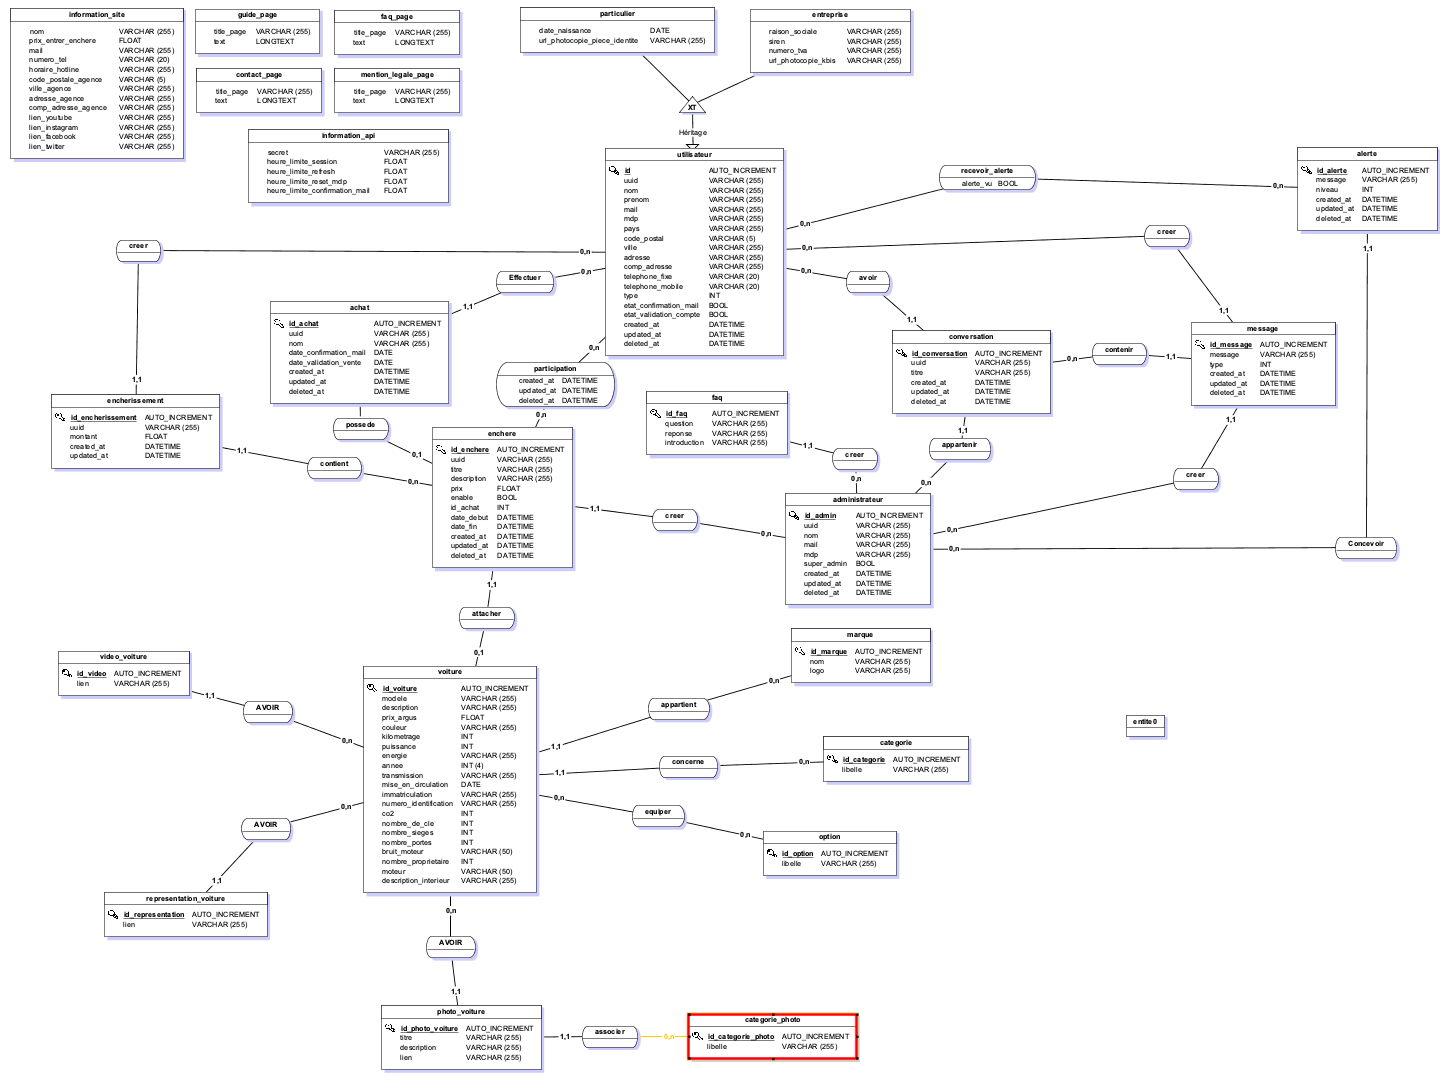 information_site
nom VARCHAR (255)
prix_entrer_enchere FLOAT
mail VARCHAR (255)
numero_tel VARCHAR (20)
horaire_hotline VARCHAR (255)
code_postale_agence VARCHAR (5)
ville_agence VARCHAR (255)
adresse_agence VARCHAR (255)
comp_adresse_agence VARCHAR (255)
lien_youtube VARCHAR (255)
lien_instagram VARCHAR (255)
lien_facebook VARCHAR (255)
lien_twitter VARCHAR (255)
guide_page
title_page VARCHAR (255)
text LONGTEXT
faq_page
title_page VARCHAR (255)
text LONGTEXT
contact_page
title_page VARCHAR (255)
text LONGTEXT
mention_legale_page
title_page VARCHAR (255)
text LONGTEXT
information_api
secret VARCHAR (255)
heure_limite_session FLOAT
heure_limite_refresh FLOAT
heure_limite_reset_mdp FLOAT
heure_limite_confirmation_mail FLOAT
particulier
date_naissance DATE
url_photocopie_piece_identite VARCHAR (255)
entreprise
raison_sociale VARCHAR (255)
siren VARCHAR (255)
numero_tva VARCHAR (255)
url_photocopie_kbis VARCHAR (255)
XT
Héritage
utilisateur
id AUTO_INCREMENT
uuid VARCHAR (255)
nom VARCHAR (255)
prenom VARCHAR (255)
mail VARCHAR (255)
mdp VARCHAR (255)
pays VARCHAR (255)
code_postal VARCHAR (5)
ville VARCHAR (255)
adresse VARCHAR (255)
comp_adresse VARCHAR (255)
telephone_fixe VARCHAR (20)
telephone_mobile VARCHAR (20)
type INT
etat_confirmation_mail BOOL
etat_validation_compte BOOL
created_at DATETIME
updated_at DATETIME
deleted_at DATETIME
recevoir_alerte
alerte_vu BOOL
0,n
0,n
alerte
id_alerte AUTO_INCREMENT
message VARCHAR (255)
niveau INT
created_at DATETIME
updated_at DATETIME
deleted_at DATETIME
creer
0,n
1,1
creer
0,n
1,1
Effectuer
0,n
1,1
avoir
0,n
1,1
1,1
achat
id_achat AUTO_INCREMENT
uuid VARCHAR (255)
nom VARCHAR (255)
date_confirmation_mail DATE
date_validation_vente DATE
created_at DATETIME
updated_at DATETIME
deleted_at DATETIME
participation
created_at DATETIME
updated_at DATETIME
deleted_at DATETIME
0,n
0,n
conversation
id_conversation AUTO_INCREMENT
uuid VARCHAR (255)
titre VARCHAR (255)
created_at DATETIME
updated_at DATETIME
deleted_at DATETIME
contenir
0,n
1,1
message
id_message AUTO_INCREMENT
message VARCHAR (255)
type INT
created_at DATETIME
updated_at DATETIME
deleted_at DATETIME
encherissement
id_encherissement AUTO_INCREMENT
uuid VARCHAR (255)
montant FLOAT
created_at DATETIME
updated_at DATETIME
possede
0,1
contient
1,1
0,n
enchere
id_enchere AUTO_INCREMENT
uuid VARCHAR (255)
titre VARCHAR (255)
description VARCHAR (255)
prix FLOAT
enable BOOL
id_achat INT
date_debut DATETIME
date_fin DATETIME
created_at DATETIME
updated_at DATETIME
deleted_at DATETIME
faq
id_faq AUTO_INCREMENT
question VARCHAR (255)
reponse VARCHAR (255)
introduction VARCHAR (255)
creer
1,1
0,n
appartenir
1,1
0,n
creer
1,1
0,n
creer
1,1
0,n
Concevoir
0,n
administrateur
id_admin AUTO_INCREMENT
uuid VARCHAR (255)
nom VARCHAR (255)
mail VARCHAR (255)
mdp VARCHAR (255)
super_admin BOOL
created_at DATETIME
updated_at DATETIME
deleted_at DATETIME
1,1
attacher
0,1
video_voiture
id_video AUTO_INCREMENT
lien VARCHAR (255)
1,1
AVOIR
0,n
voiture
id_voiture AUTO_INCREMENT
modele VARCHAR (255)
description VARCHAR (255)
prix_argus FLOAT
couleur VARCHAR (255)
kilometrage INT
puissance INT
energie VARCHAR (255)
annee INT (4)
transmission VARCHAR (255)
mise_en_circulation DATE
immatriculation VARCHAR (255)
numero_identification VARCHAR (255)
co2 INT
nombre_de_cle INT
nombre_sieges INT
nombre_portes INT
bruit_moteur VARCHAR (50)
nombre_proprietaire INT
moteur VARCHAR (50)
description_interieur VARCHAR (255)
marque
id_marque AUTO_INCREMENT
nom VARCHAR (255)
logo VARCHAR (255)
0,n
appartient
1,1
entite0
categorie
id_categorie AUTO_INCREMENT
libelle VARCHAR (255)
1,1
concerne
0,n
0,n
equiper
0,n
option
id_option AUTO_INCREMENT
libelle VARCHAR (255)
0,n
AVOIR
1,1
representation_voiture
id_representation AUTO_INCREMENT
lien VARCHAR (255)
0,n
AVOIR
1,1
photo_voiture
id_photo_voiture AUTO_INCREMENT
titre VARCHAR (255)
description VARCHAR (255)
lien VARCHAR (255)
1,1
associer
0,n
categorie_photo
id_categorie_photo AUTO_INCREMENT
libelle VARCHAR (255)